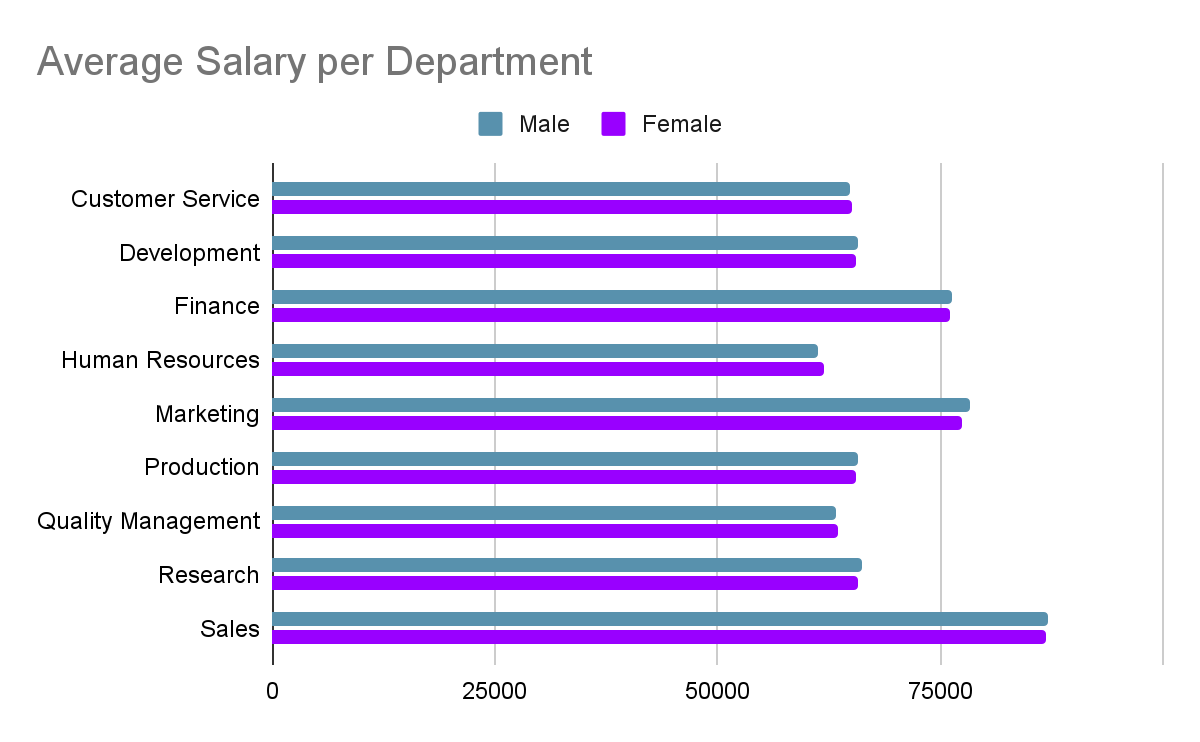 Average Salary per Department
Male Female
Customer Service
Development
Finance
Human Resources
Marketing
Production
Quality Management
Research
Sales
0 25000 50000 75000